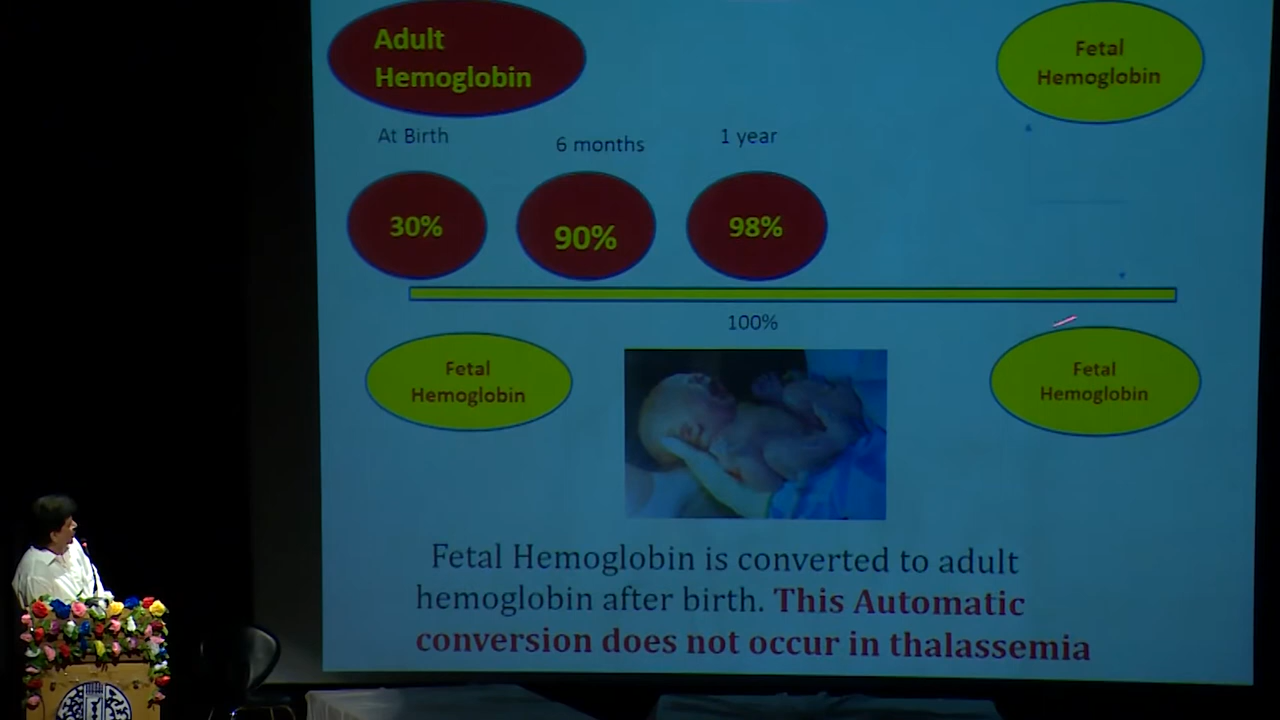 Adult
Hemoglobin
Fetal
Hemoglobin
At Birth
6 months
1 year
30%
90%
98%
100%
Fetal
Hemoglobin
Fetal
Hemoglobin
Fetal Hemoglobin is converted to adult
hemoglobin after birth. This Automatic
conversion does not occur in thalassemia